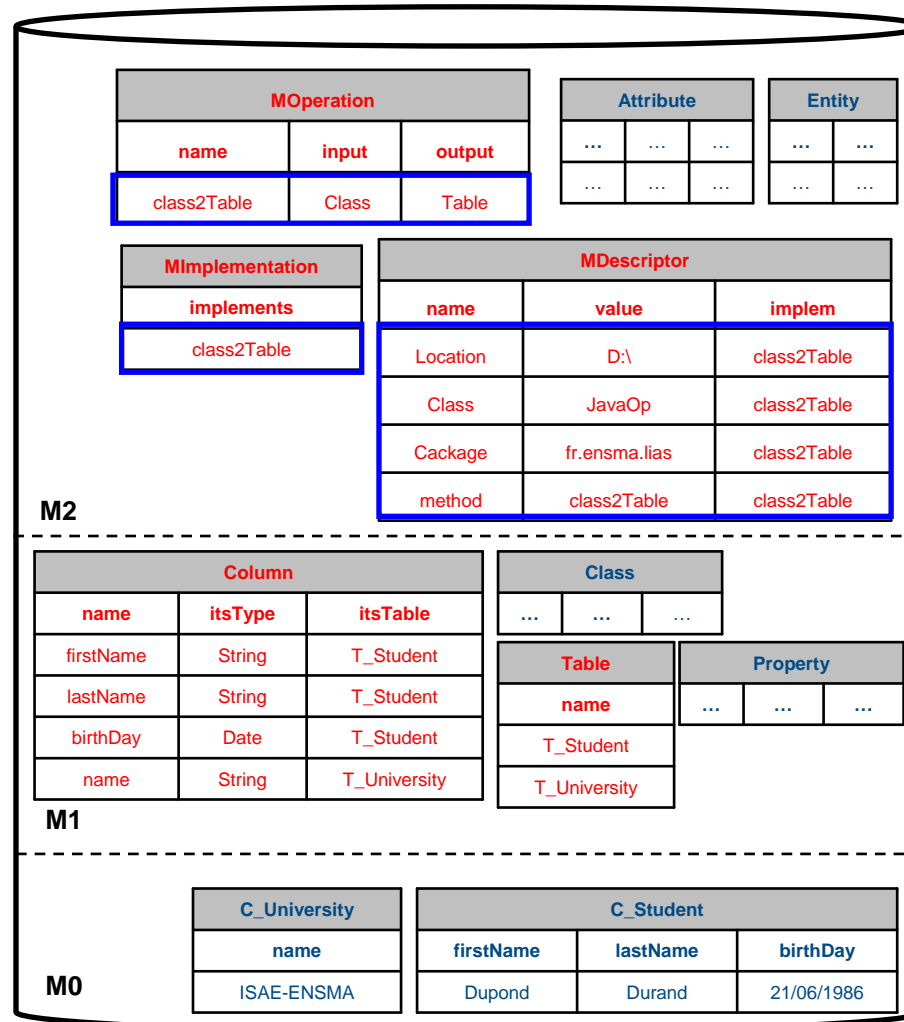 MOperation
name input output
class2Table Class Table
Attribute
... ... ...
... ... ...
Entity
... ...
... ...
MImplementation
implements
class2Table
MDescriptor
name value implem
Location D:\ class2Table
Class JavaOp class2Table
Cackage fr.ensma.lias class2Table
method class2Table class2Table
M2
Column
name itsType itsTable
firstName String T_Student
lastName String T_Student
birthDay Date T_Student
name String T_University
Class
... ... ...
Table
name
T_Student
T_University
Property
... ... ...
M1
C_University
name
ISAE-ENSMA
C_Student
firstName lastName birthDay
Dupond Durand 21/06/1986
M0